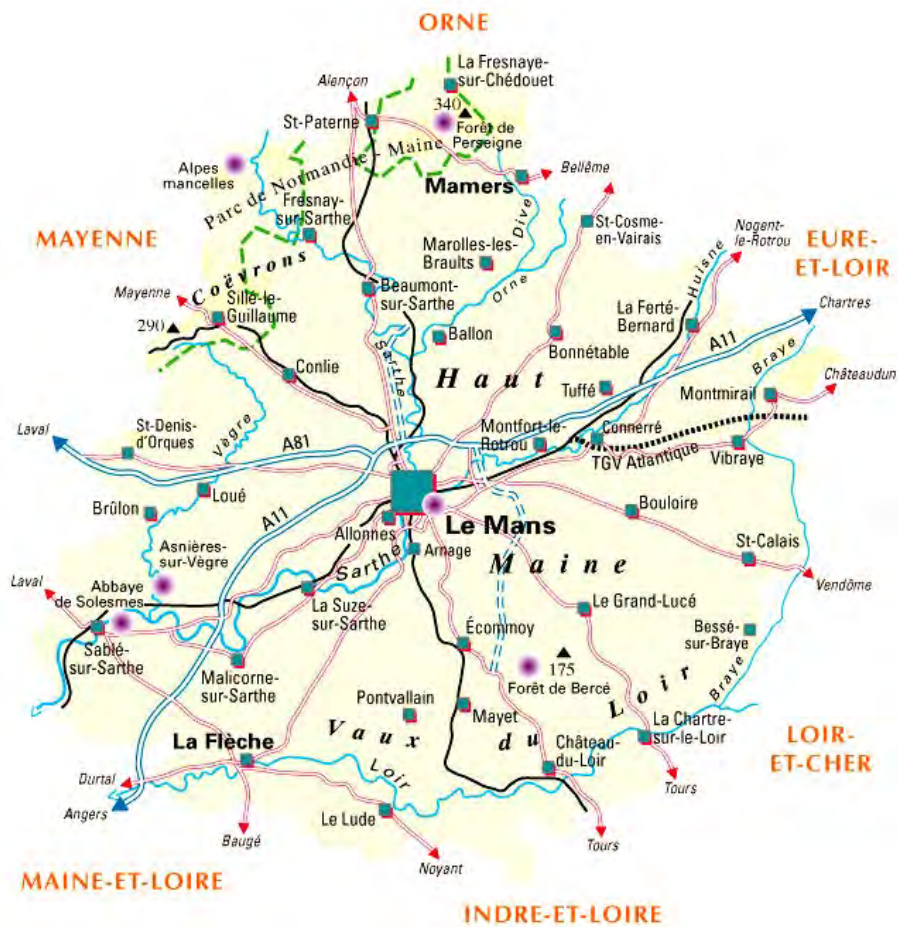 ORNE
La Fresnaye-
sur-Chédouet
Alençon
340
St-Paterne
Forêt de
Perseigne
Alpes
mancelles
Parc de Normandie - Maine
Mamers
Bellême
Fresnay-
sur-Sarthe
Dive
St-Cosme-
en-Vairais
Nogent-
le-Rotrou
MAYENNE
Marolles-les-
Braults
Huisne
EURE-
ET-LOIR
Coëvrons
Orne
Mayenne
Sillé-le-
Guillaume
Beaumont-
sur-Sarthe
Chartres
290
La Ferté-
Bernard
Ballon
Bonnétable
A11
Braye
Sarthe
Conlie
Haut
Tuffé
Montmirail
Châteaudun
St-Denis-
d'Orques
Laval
Vègre
A81
Montfort-le-
Rotrou
Connerré
TGV Atlantique
Vibraye
Loué
Brûlon
A11
Bouloire
Le Mans
Allonnes
Arnage
Sarthe
Maine
St-Calais
Vendôme
Asnières-
sur-Vègre
Laval
Abbaye
de Solesmes
La Suze-
sur-Sarthe
Le Grand-Lucé
Sablé-
sur-Sarthe
Écommoy
Bessé-
sur-Braye
Malicorne-
sur-Sarthe
175
Forêt de Bercé
Braye
Pontvallain
Mayet
Vaux du Loir
La Chartre-
sur-le-Loir
La Flèche
Château-
du-Loir
LOIR-
ET-CHER
Loir
Durtal
Angers
Tours
Le Lude
Baugé
Tours
Noyant
MAINE-ET-LOIRE
INDRE-ET-LOIRE